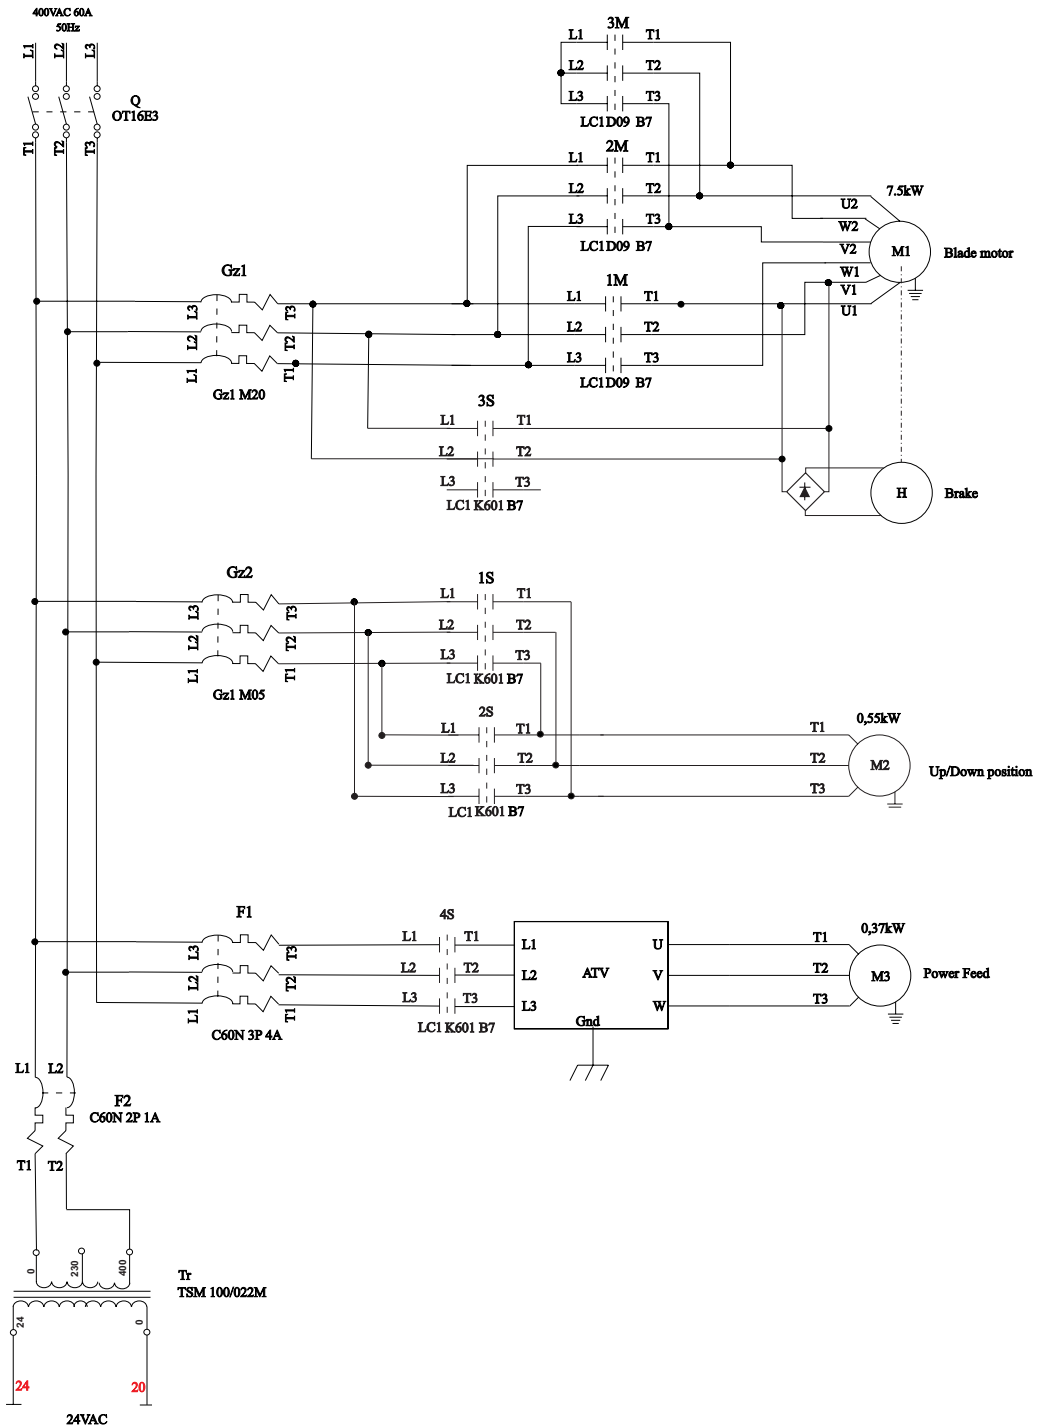 400VAC 60A
50Hz
L1
L2
L3
Q
OT16E3
T1
T2
T3
3M
L1
T1
L2
T2
L3
T3
LC1D09 B7
2M
L1
T1
L2
T2
L3
T3
LC1D09 B7
7.5kW
U2
W2
V2
W1
V1
U1
M1
Blade motor
Gz1
L3
T3
L2
T2
L1
T1
Gz1 M20
1M
L1
T1
L2
T2
L3
T3
LC1D09 B7
3S
L1
T1
L2
T2
L3
T3
LC1 K601 B7
H
Brake
Gz2
L3
T3
L2
T2
L1
T1
Gz1 M05
1S
L1
T1
L2
T2
L3
T3
LC1 K601 B7
2S
L1
T1
L2
T2
L3
T3
LC1 K601 B7
0,55kW
T1
T2
T3
M2
Up/Down position
F1
L3
T3
L2
T2
L1
T1
C60N 3P 4A
4S
L1
T1
L2
T2
L3
T3
LC1 K601 B7
L1
U
L2
ATV
V
L3
W
Gnd
0,37kW
T1
T2
T3
M3
Power Feed
L1
L2
F2
C60N 2P 1A
T1
T2
0
230
400
Tr
TSM 100/022M
24
0
24
20
24VAC